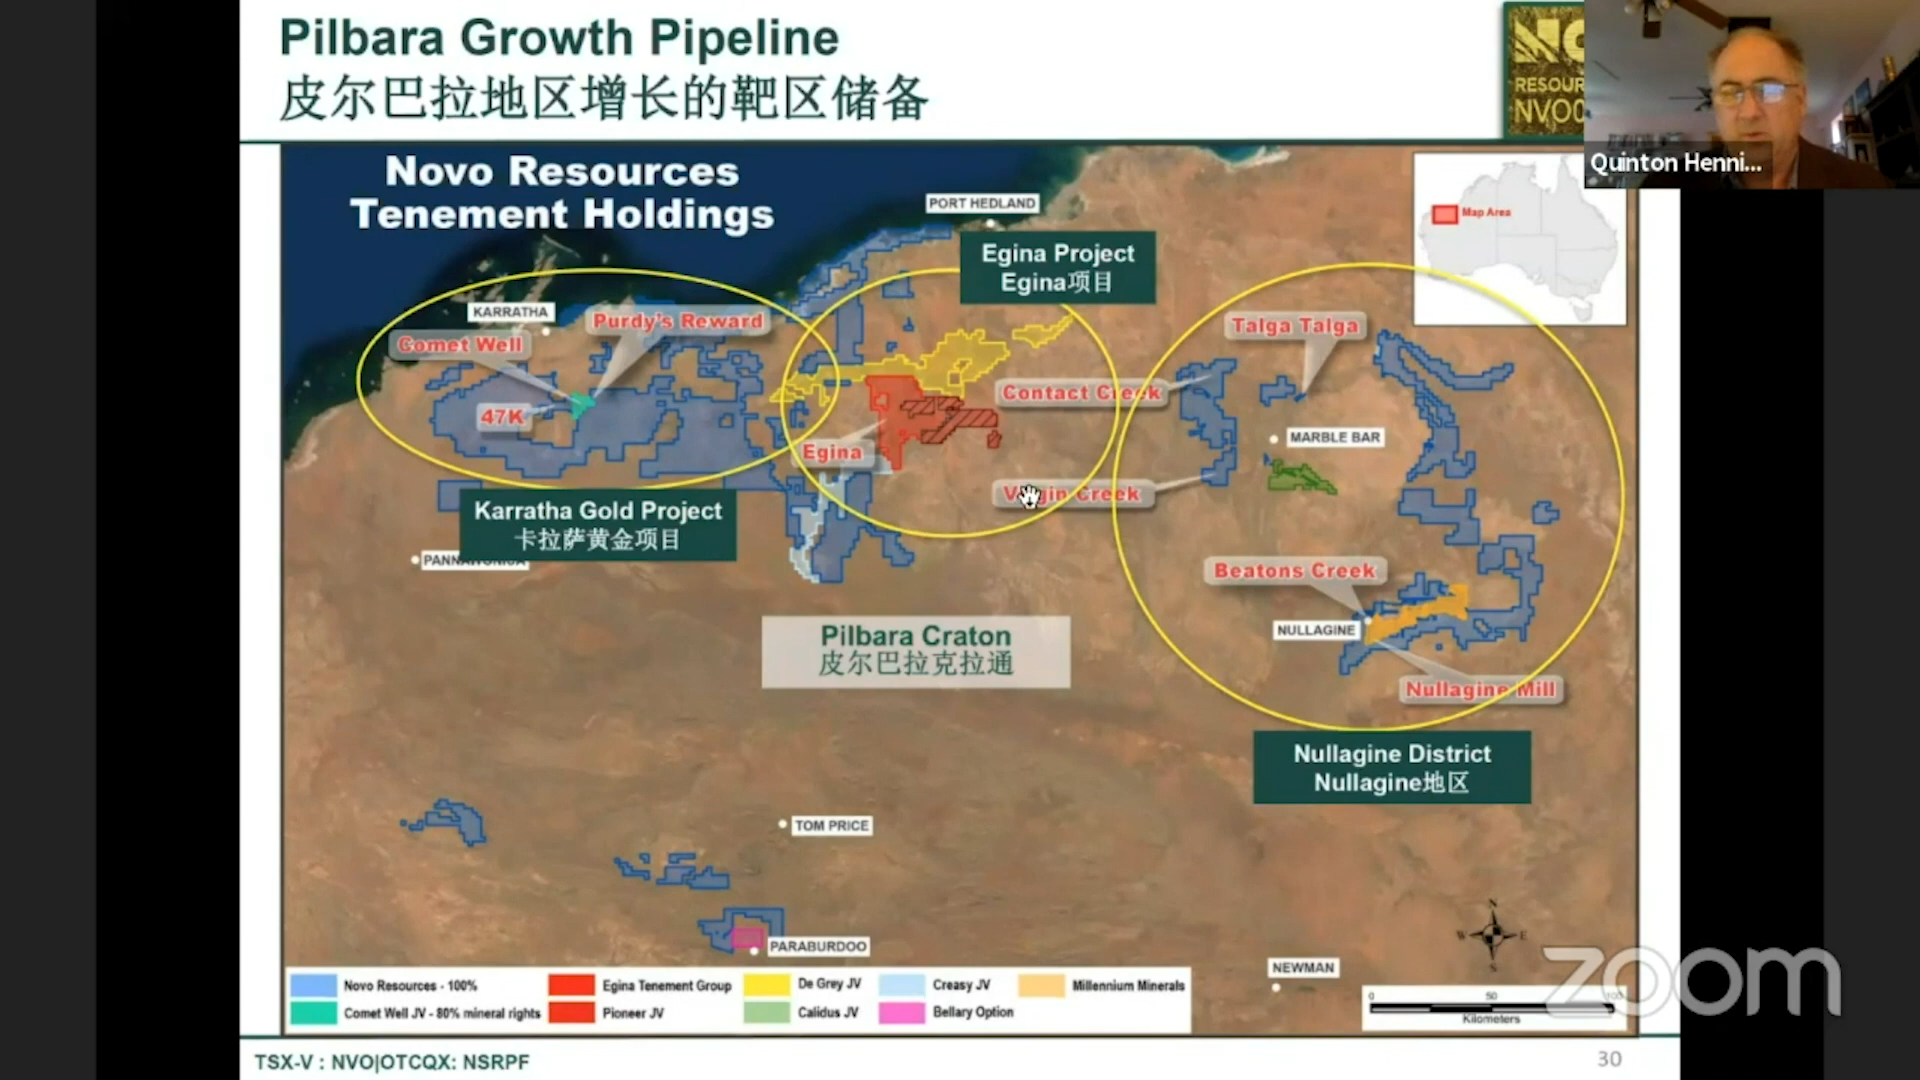 Pilbara Growth Pipeline
皮尔巴拉地区增长的靶区储备
RESOUR
Quinton Henni...
Novo Resources
Tenement Holdings
PORT HEDLAND
Egina Project
Egina项目
Map Area
KARRATHA
Purdy's Reward
Comet Well
Talga Talga
Contact Creek
47K
MARBLE BAR
Egina
Virgin Creek
Karratha Gold Project
卡拉萨黄金项目
PANNAWONICA
Beatons Creek
NULLAGINE
Pilbara Craton
皮尔巴拉克拉通
Nullagine Mill
Nullagine District
Nullagine地区
TOM PRICE
PARABURDOO
NEWMAN
N
W E
S
Novo Resources - 100%
Egina Tenement Group
De Grey JV
Creasy JV
Millennium Minerals
Comet Well JV - 80% mineral rights
Pioneer JV
Calidus JV
Bellary Option
0 50 100
Kilometers
zoom
TSX-V : NVO|OTCQX: NSRPF
30